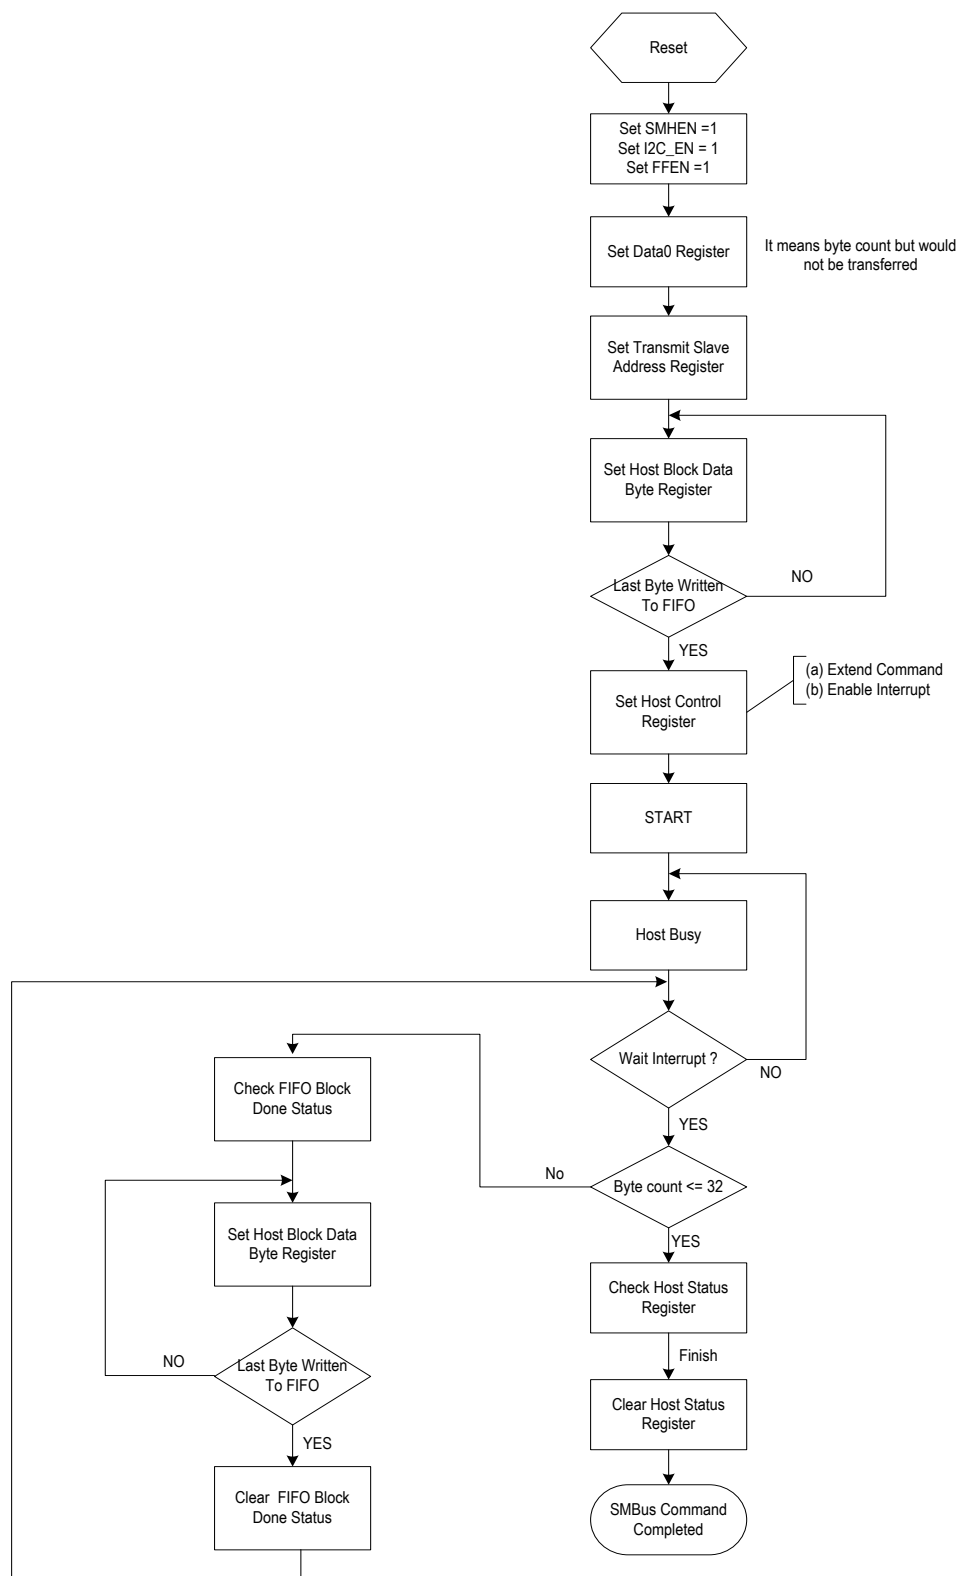 Reset
Set SMHEN =1
Set I2C_EN = 1
Set FFEN =1
Set Data0 Register
It means byte count but would
not be transferred
Set Transmit Slave
Address Register
Set Host Block Data
Byte Register
Last Byte Written
To FIFO
NO
YES
Set Host Control
Register
(a) Extend Command
(b) Enable Interrupt
START
Host Busy
Wait Interrupt ?
NO
YES
Byte count <= 32
No
YES
Check Host Status
Register
Finish
Clear Host Status
Register
SMBus Command
Completed
Check FIFO Block
Done Status
Set Host Block Data
Byte Register
Last Byte Written
To FIFO
NO
YES
Clear FIFO Block
Done Status